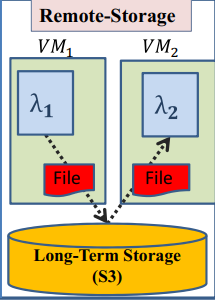 Remote-Storage
VM₁ VM₂
λ₁ λ₂
File File
Long-Term Storage
(S3)